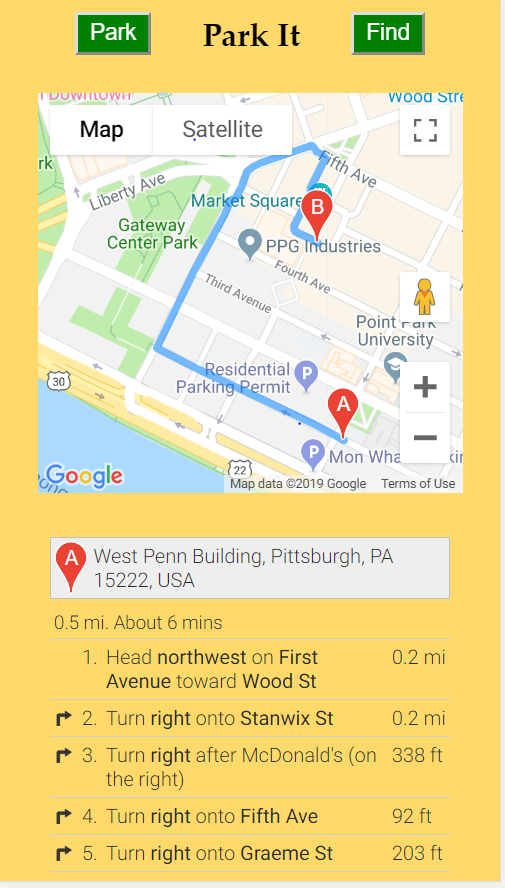 Park
Park It
Find
Downtown
Wood Stre
Map
Satellite
rk
Fifth Ave
Liberty Ave
Market Square
B
Gateway
Center Park
PPG Industries
Fourth Ave
Third Avenue
Point Park
University
30
Residential
Parking Permit
P
A
+
−
P
Mon Wha
kin
22
Google
Map data ©2019 Google
Terms of Use
A
West Penn Building, Pittsburgh, PA
15222, USA
0.5 mi. About 6 mins
1. Head northwest on First
Avenue toward Wood St
0.2 mi
2. Turn right onto Stanwix St
0.2 mi
3. Turn right after McDonald's (on
the right)
338 ft
4. Turn right onto Fifth Ave
92 ft
5. Turn right onto Graeme St
203 ft